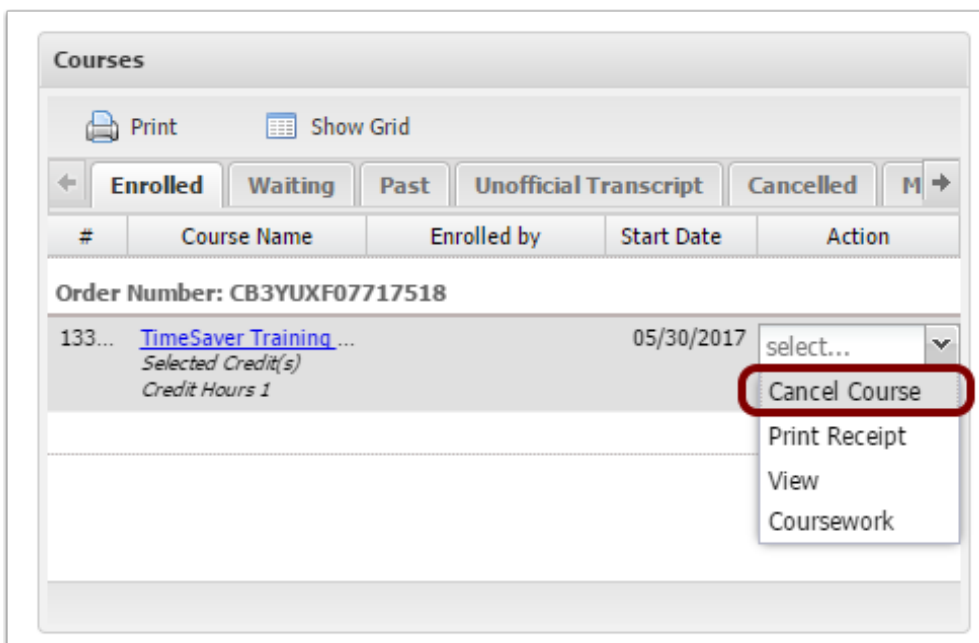 Courses
Print Show Grid
Enrolled Waiting Past Unofficial Transcript Cancelled M
# Course Name Enrolled by Start Date Action
Order Number: CB3YUXF07717518
133... TimeSaver Training ... 05/30/2017 select...
Selected Credit(s)
Credit Hours 1
Cancel Course
Print Receipt
View
Coursework